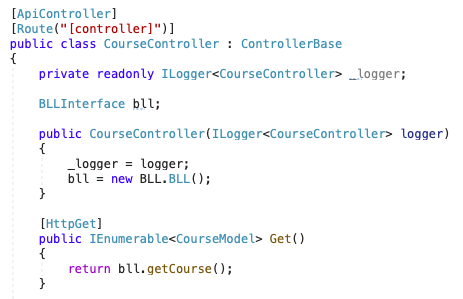 [ApiController]
[Route("[controller]")]
public class CourseController : ControllerBase
{
private readonly ILogger<CourseController> _logger;
BLLInterface bll;
public CourseController(ILogger<CourseController> logger)
{
_logger = logger;
bll = new BLL.BLL();
}
[HttpGet]
public IEnumerable<CourseModel> Get()
{
return bll.getCourse();
}